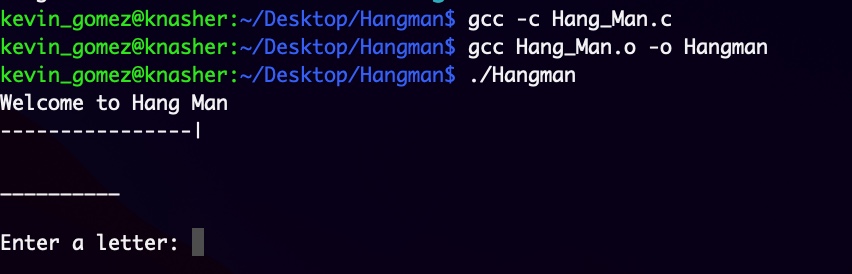 kevin_gomez@knasher:~/Desktop/Hangman$ gcc -c Hang_Man.c
kevin_gomez@knasher:~/Desktop/Hangman$ gcc Hang_Man.o -o Hangman
kevin_gomez@knasher:~/Desktop/Hangman$ ./Hangman
Welcome to Hang Man
----------------|
__________
Enter a letter: